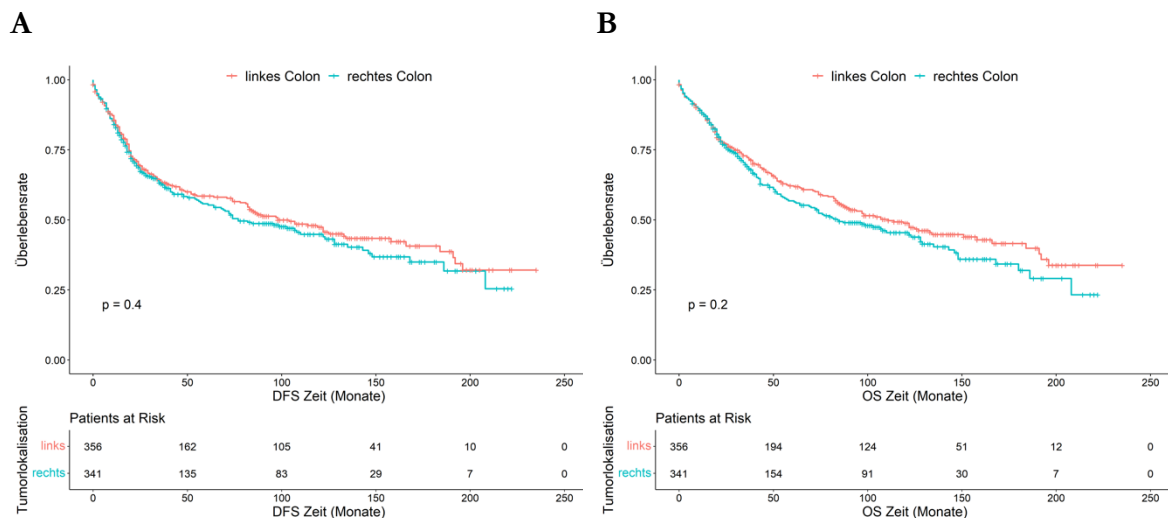 A
linkes Colon rechtes Colon
Überlebensrate
1.00
0.75
0.50
0.25
0.00
p = 0.4
0 50 100 150 200 250
DFS Zeit (Monate)
Patients at Risk
Tumorlokalisation
links 356 162 105 41 10 0
rechts 341 135 83 29 7 0
0 50 100 150 200 250
DFS Zeit (Monate)
B
linkes Colon rechtes Colon
Überlebensrate
1.00
0.75
0.50
0.25
0.00
p = 0.2
0 50 100 150 200 250
OS Zeit (Monate)
Patients at Risk
Tumorlokalisation
links 356 194 124 51 12 0
rechts 341 154 91 30 7 0
0 50 100 150 200 250
OS Zeit (Monate)